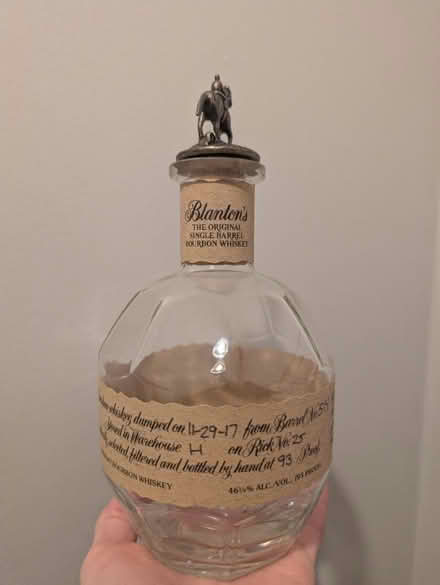 Blanton's
THE ORIGINAL
SINGLE BARREL
BOURBON WHISKEY
whiskey dumped on 11-29-17 from Barrel No.
Stored in Warehouse H on Rick No. 25
selected, filtered and bottled by hand at 93 Proof
BOURBON WHISKEY 46½% ALC./VOL. (93 PROOF)